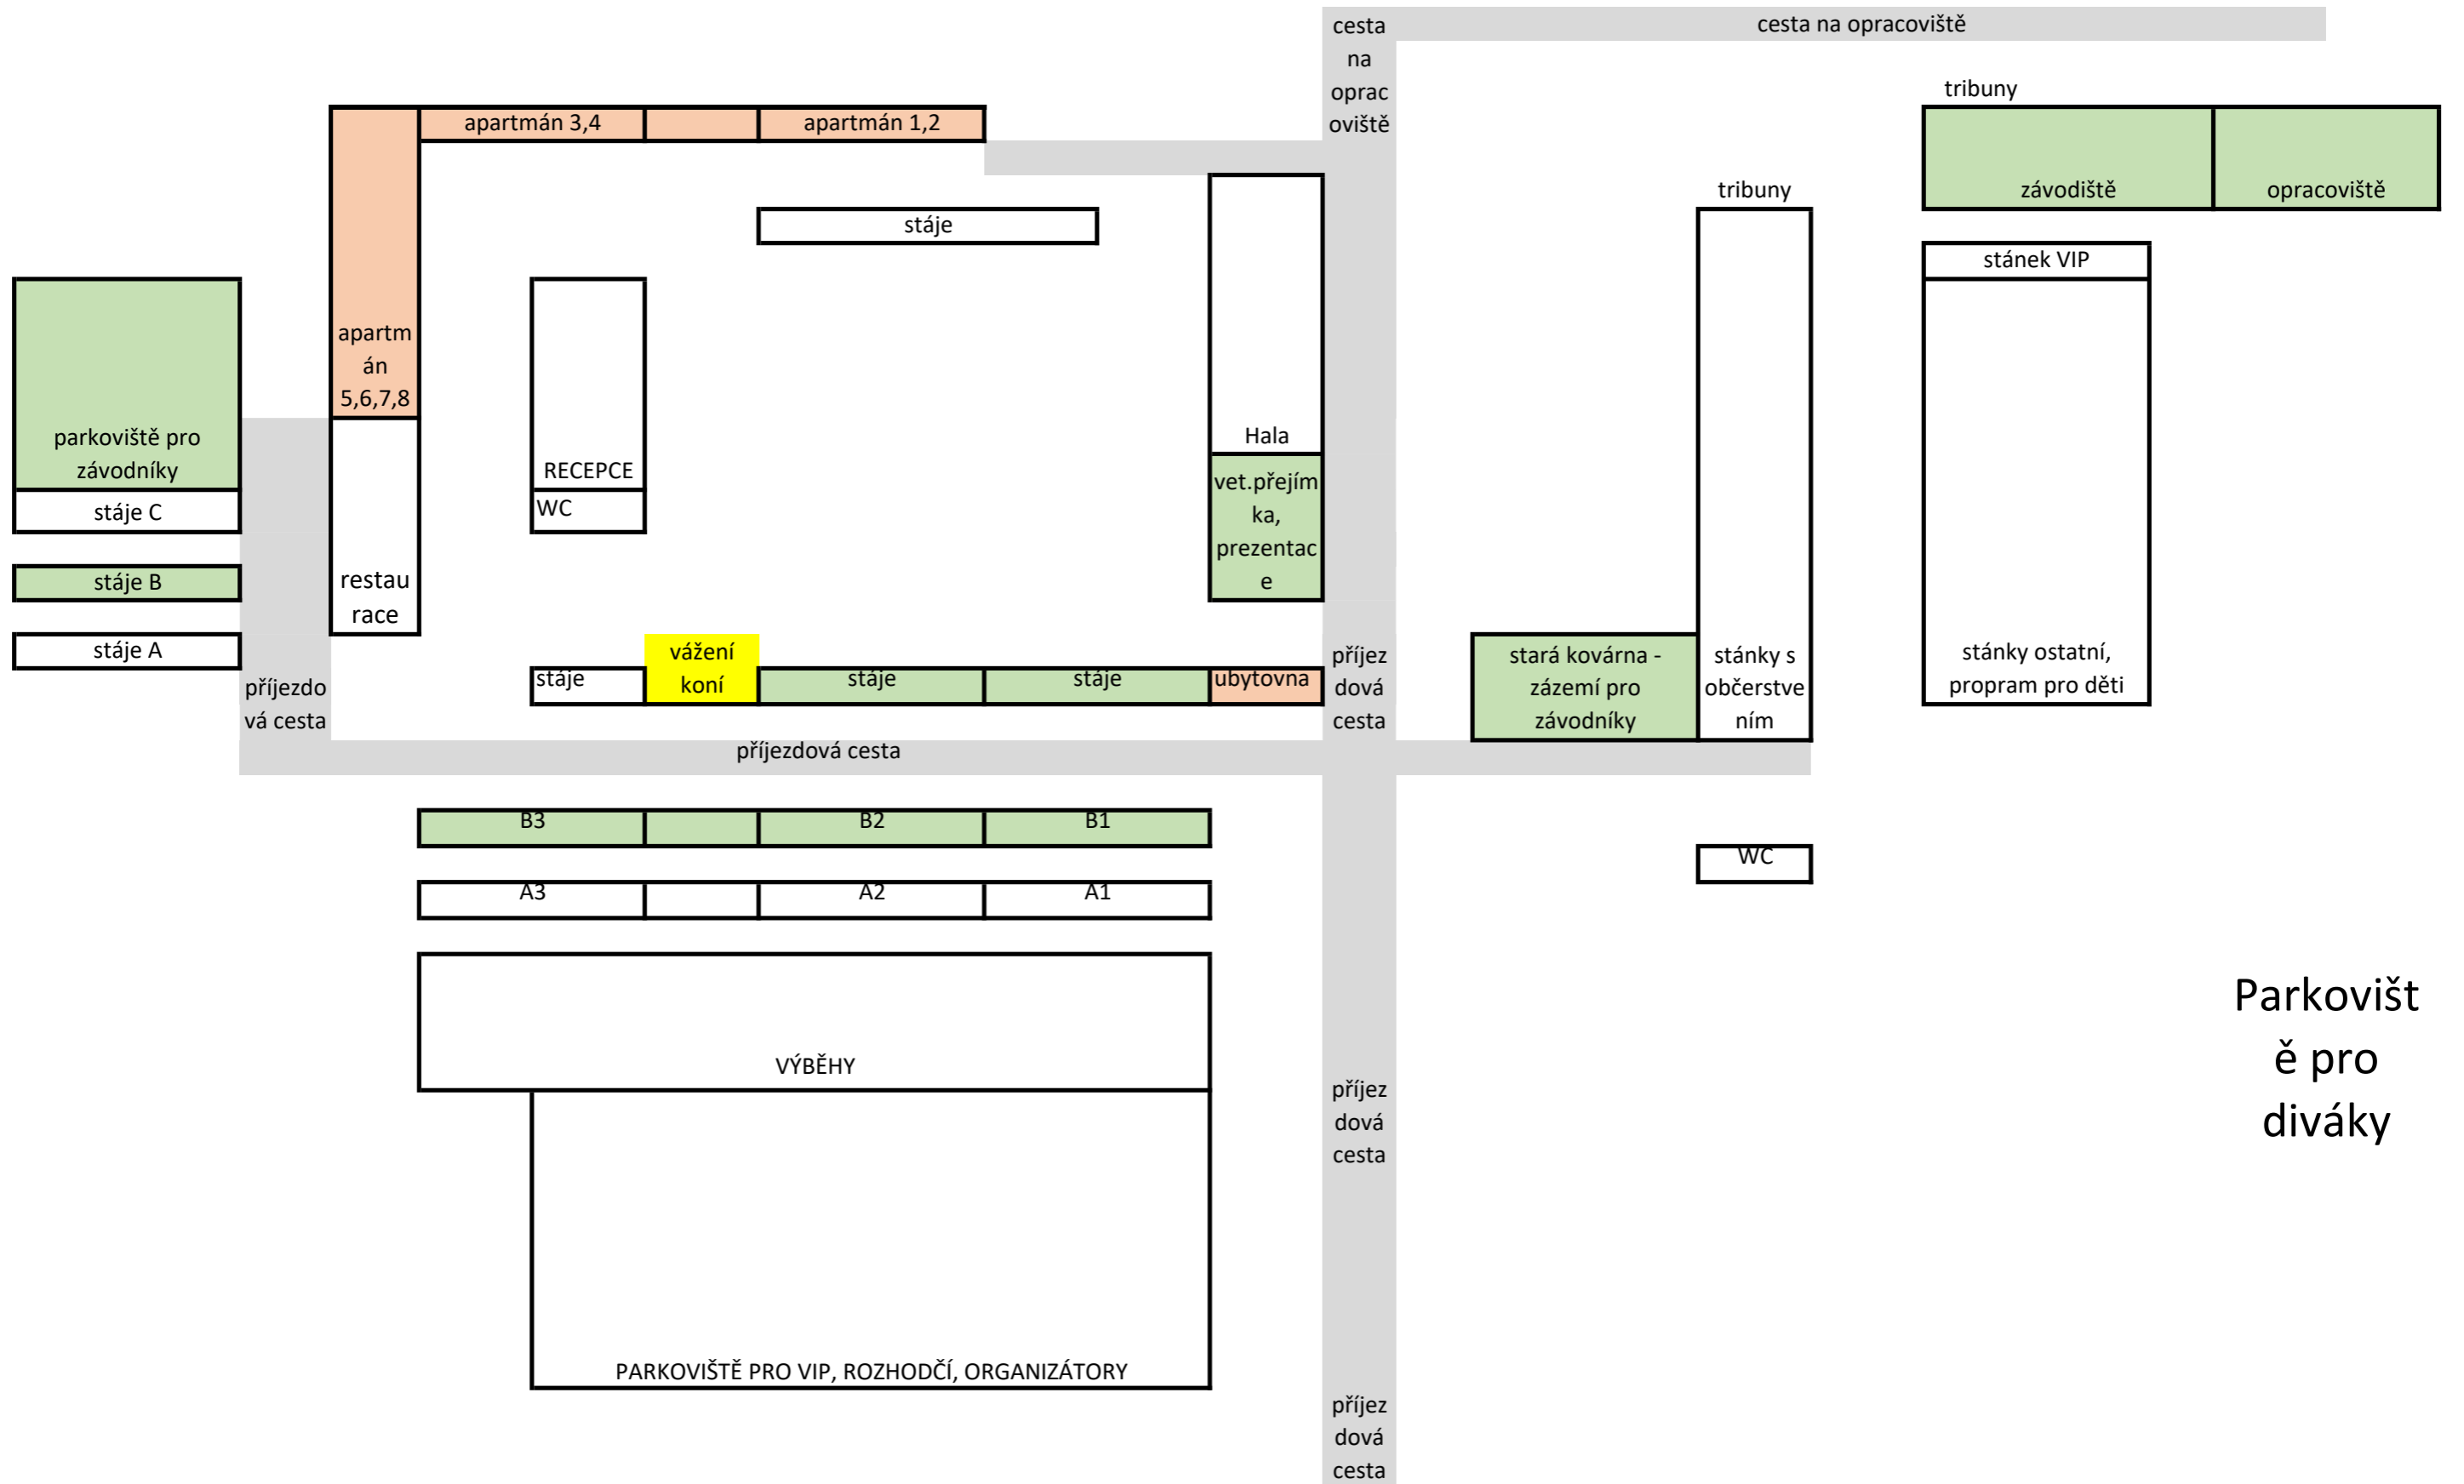 cesta
na
oprac
oviště
cesta na opracoviště
tribuny
apartmán 3,4
apartmán 1,2
závodiště
opracoviště
tribuny
stáje
stánek VIP
apartm
án
5,6,7,8
parkoviště pro
závodníky
RECEPCE
WC
Hala
vet.přejím
ka,
prezentac
e
stáje C
stáje B
stáje A
restau
race
příjezdo
vá cesta
stáje
vážení
koní
stáje
stáje
ubytovna
příjez
dová
cesta
stará kovárna -
zázemí pro
závodníky
stánky s
občerstve
ním
stánky ostatní,
propram pro děti
příjezdová cesta
B3
B2
B1
WC
A3
A2
A1
VÝBĚHY
Parkovišt
ě pro
diváky
příjez
dová
cesta
PARKOVIŠTĚ PRO VIP, ROZHODČÍ, ORGANIZÁTORY
příjez
dová
cesta